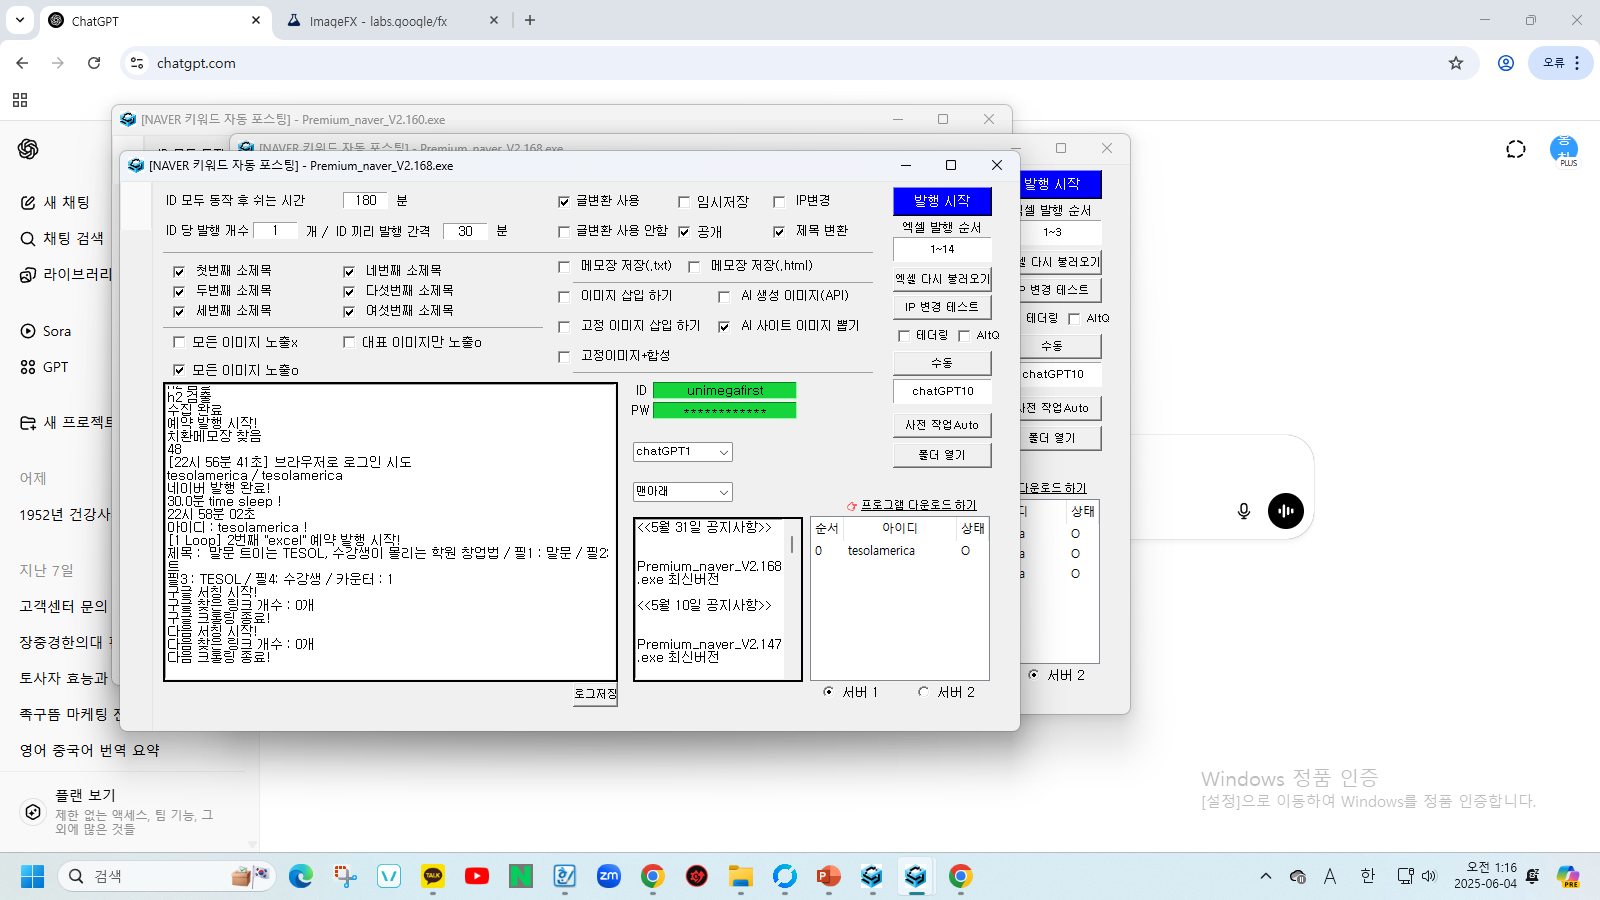 ChatGPT
ImageFX - labs.google/fx
chatgpt.com
오류
[NAVER 키워드 자동 포스팅] - Premium_naver_V2.160.exe
[NAVER 키워드 자동 포스팅] - Premium_naver_V2.168.exe
[NAVER 키워드 자동 포스팅] - Premium_naver_V2.168.exe
새 채팅
채팅 검색
라이브러리
Sora
GPT
새 프로젝트
어제
1952년 건강사
지난 7일
고객센터 문의
장중경한의대
토사자 효능과
족구뜸 마케팅
영어 중국어 번역 요약
플랜 보기
제한 없는 액세스, 팀 기능, 그
외에 많은 것들
PLUS
ID 모두 동작 후 쉬는 시간 180 분
ID 당 발행 개수 1 개 / ID 끼리 발행 간격 30 분
글변환 사용
임시저장
IP변경
글변환 사용 안함
공개
제목 변환
첫번째 소제목
네번째 소제목
두번째 소제목
다섯번째 소제목
세번째 소제목
여섯번째 소제목
모든 이미지 노출x
대표 이미지만 노출o
모든 이미지 노출o
메모장 저장(.txt)
메모장 저장(.html)
이미지 삽입 하기
AI 생성 이미지(API)
고정 이미지 삽입 하기
AI 사이트 이미지 뽑기
고정이미지+합성
발행 시작
엑셀 발행 순서
1~14
엑셀 다시 불러오기
IP 변경 테스트
테더링
AltQ
수동
chatGPT10
사전 작업Auto
폴더 열기
h2 검출
수집 완료
예약 발행 시작!
치환메모장 찾음
48
[22시 56분 41초] 브라우저로 로그인 시도
tesolamerica / tesolamerica
네이버 발행 완료!
30.0분 time sleep !
22시 58분 02초
아이디 : tesolamerica !
[1 Loop] 2번째 "excel" 예약 발행 시작!
제목 : 말문 트이는 TESOL, 수강생이 몰리는 학원 창업법 / 필1 : 말문 / 필2:
트
필3 : TESOL / 필4: 수강생 / 카운터 : 1
구글 서칭 시작!
구글 찾은 링크 개수 : 0개
구글 크롤링 종료!
다음 서칭 시작!
다음 찾은 링크 개수 : 0개
다음 크롤링 종료!
로그저장
ID unimegafirst
PW ************
chatGPT1
맨아래
<<5월 31일 공지사항>>
Premium_naver_V2.168
.exe 최신버전
<<5월 10일 공지사항>>
Premium_naver_V2.147
.exe 최신버전
프로그램 다운로드 하기
순서 아이디 상태
0 tesolamerica O
서버 1
서버 2
발행 시작
엑셀 발행 순서
1~3
셀 다시 불러오기
P 변경 테스트
테더링
AltQ
수동
chatGPT10
사전 작업Auto
폴더 열기
다운로드 하기
디 상태
a O
a O
a O
서버 2
Windows 정품 인증
[설정]으로 이동하여 Windows를 정품 인증합니다.
검색
TALK
zm
A
한
오전 1:16
2025-06-04
PRE